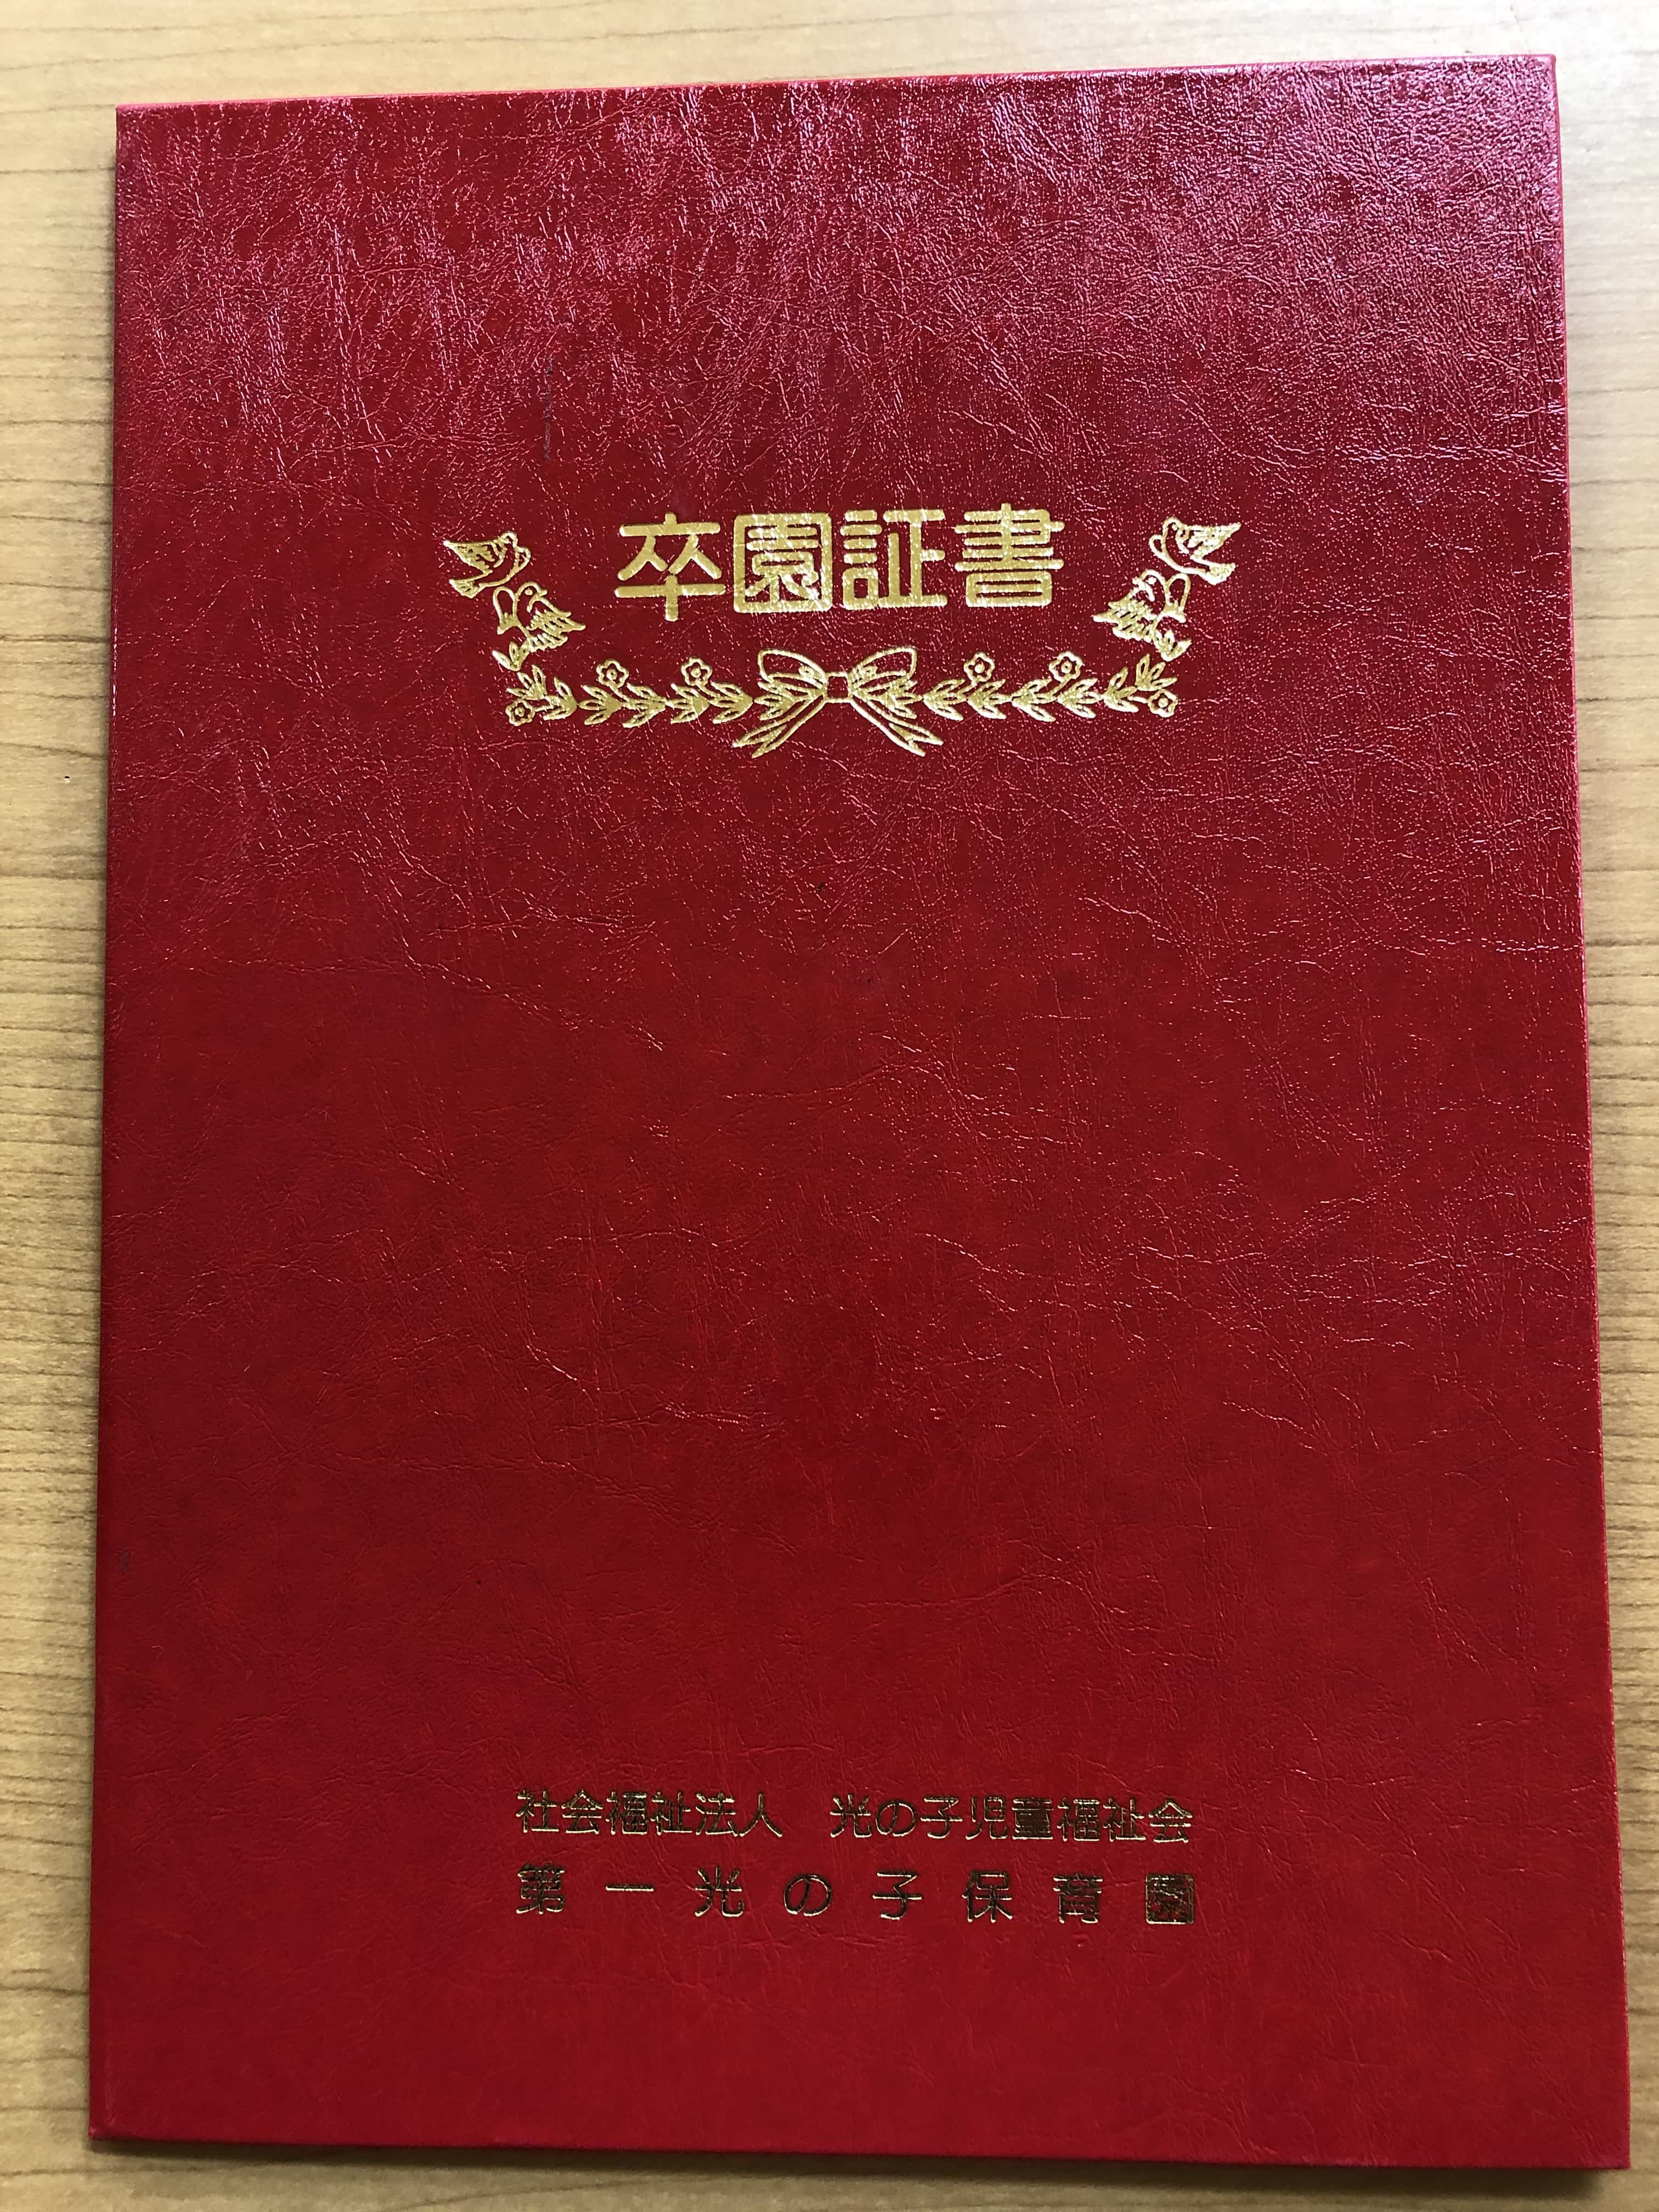 卒園証書
社会福祉法人　光の子児童福祉会
第一光の子保育園